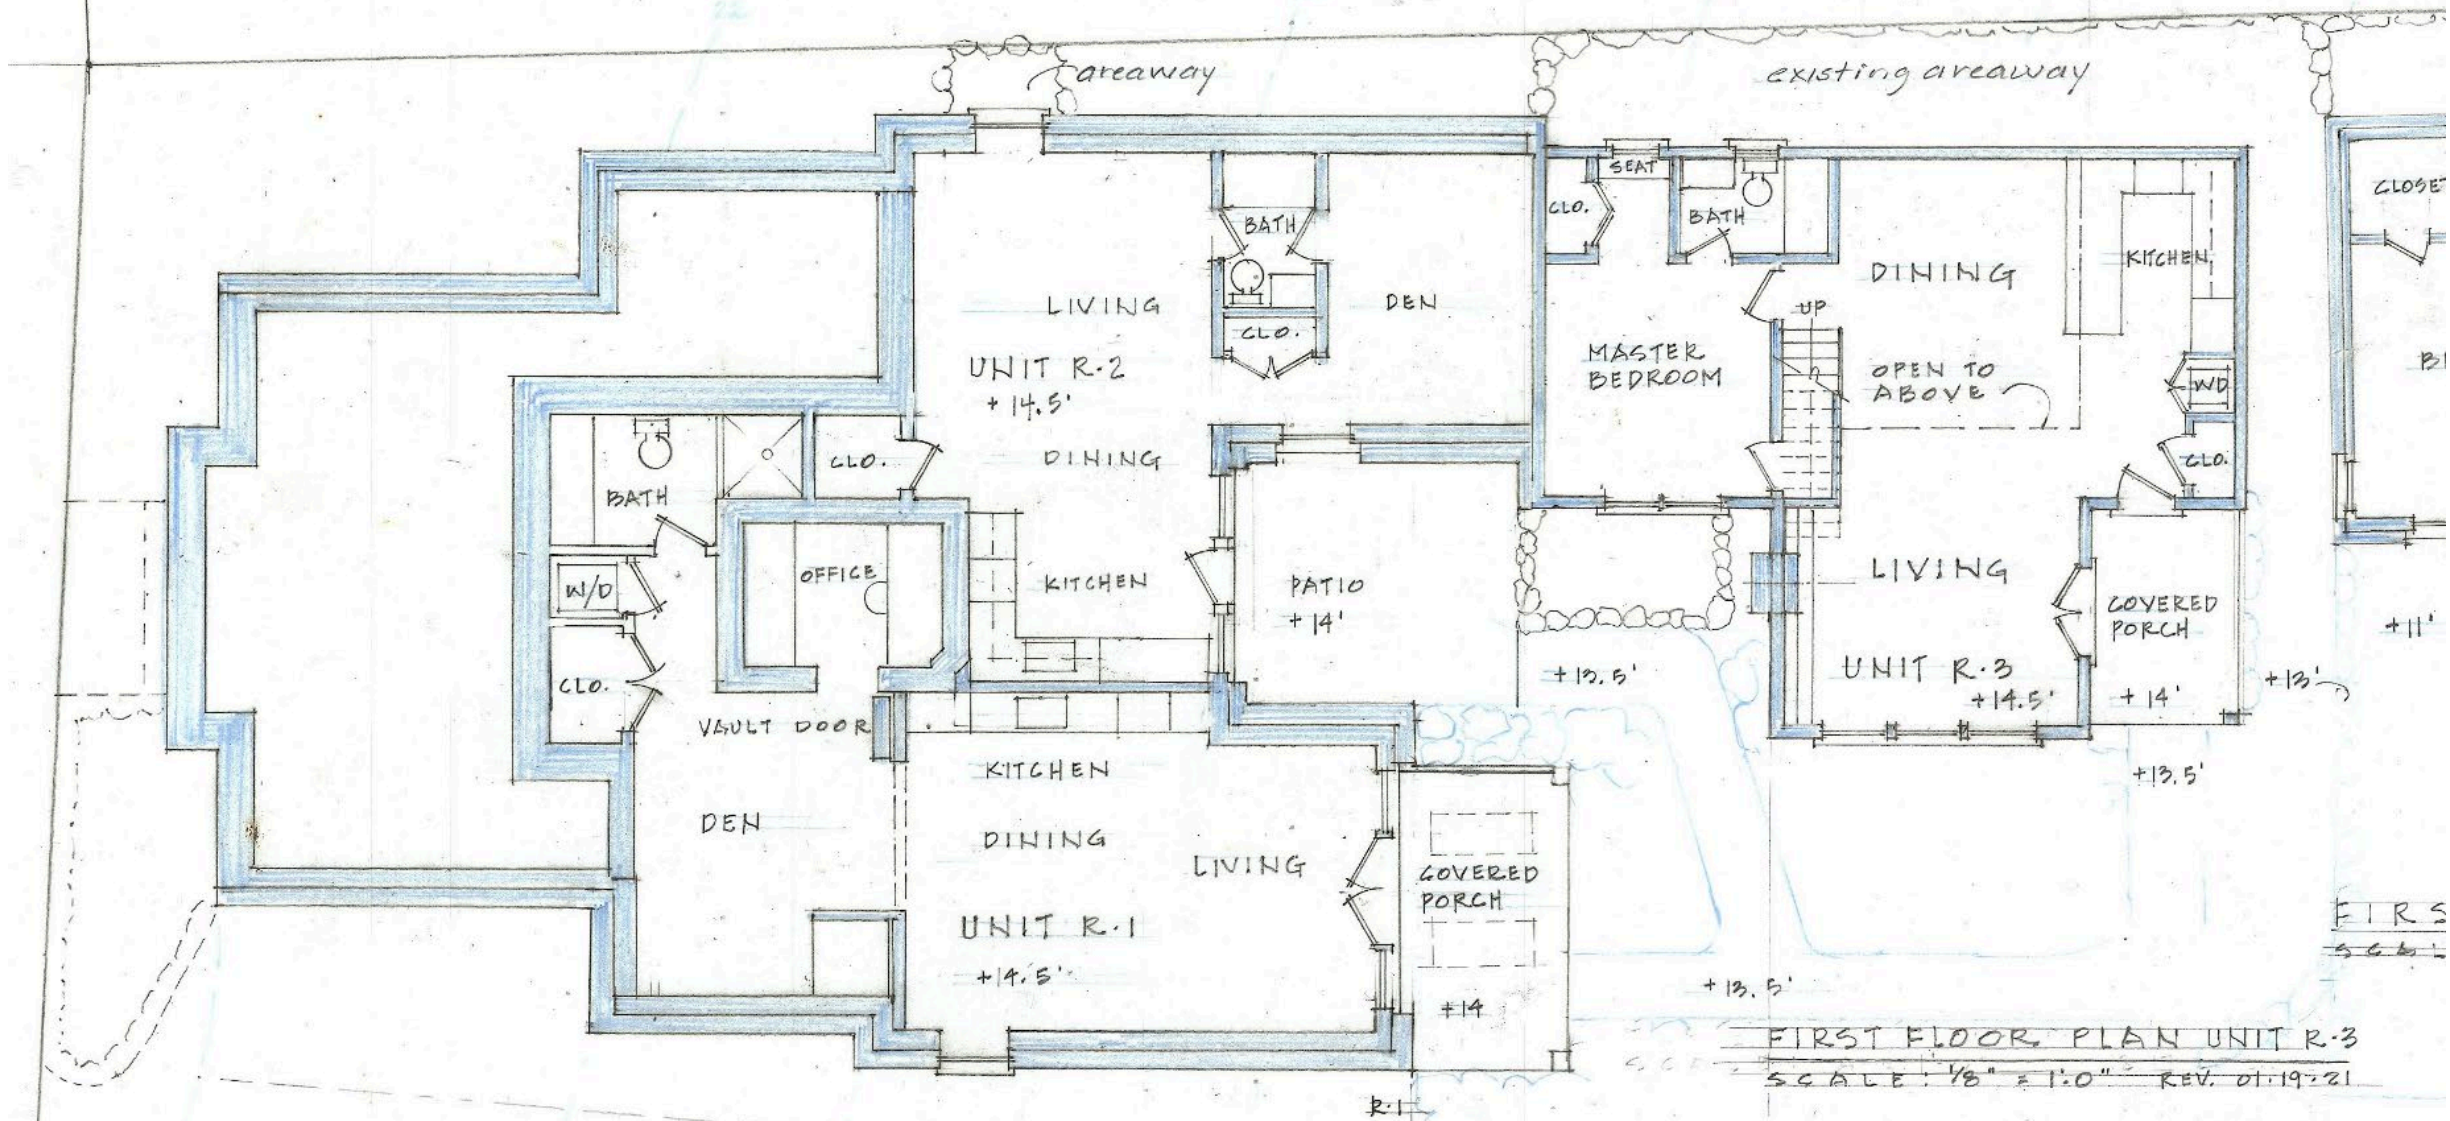 areaway
existing areaway
SEAT
CLO.
BATH
CLOSET
BATH
KITCHEN
DINING
LIVING
DEN
UP
CLO.
MASTER
BEDROOM
UNIT R-2
+14.5'
OPEN TO
ABOVE
WD
DINING
CLO.
CLO.
BATH
OFFICE
KITCHEN
PATIO
+14'
LIVING
W/D
COVERED
PORCH
+11'
CLO.
+13.5'
UNIT R-3
+14.5'
+14'
+13'
VAULT DOOR
KITCHEN
+13.5'
DEN
DINING
LIVING
COVERED
PORCH
UNIT R-1
+14.5'
+14
+13.5'
FIRST FLOOR PLAN UNIT R-3
SCALE: 1/8" = 1'.0" REV. 01.19.21
R-1